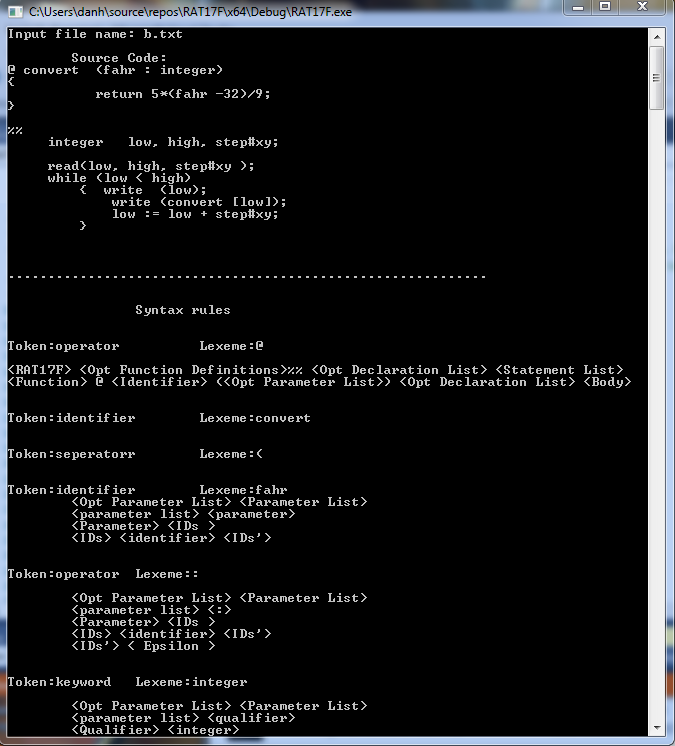 C:\Users\danh\source\repos\RAT17F\x64\Debug\RAT17F.exe
Input file name: b.txt
Source Code:
@ convert  (fahr : integer)
{
return 5*(fahr -32)/9;
}
%%
integer   low, high, step#xy;
read(low, high, step#xy );
while (low < high)
{  write  (low);
write (convert [low]);
low := low + step#xy;
}
------------------------------------------------------------
Syntax rules
Token:operator          Lexeme:@
<RAT17F> <Opt Function Definitions>%% <Opt Declaration List> <Statement List>
<Function> @ <Identifier> (<Opt Parameter List>) <Opt Declaration List> <Body>
Token:identifier        Lexeme:convert
Token:seperatorr        Lexeme:(
Token:identifier        Lexeme:fahr
<Opt Parameter List> <Parameter List>
<parameter list> <parameter>
<Parameter> <IDs >
<IDs> <identifier> <IDs'>
Token:operator  Lexeme::
<Opt Parameter List> <Parameter List>
<parameter list> <:>
<Parameter> <IDs >
<IDs> <identifier> <IDs'>
<IDs'> < Epsilon >
Token:keyword   Lexeme:integer
<Opt Parameter List> <Parameter List>
<parameter list> <qualifier>
<Qualifier> <integer>